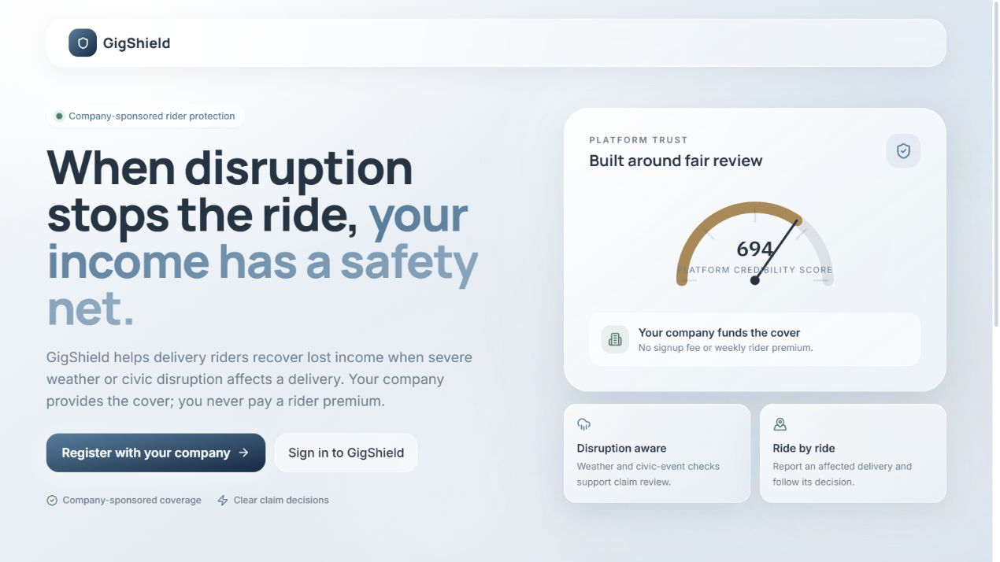 GigShield
Company-sponsored rider protection
When disruption
stops the ride, your
income has a safety
net.
GigShield helps delivery riders recover lost income when severe
weather or civic disruption affects a delivery. Your company
provides the cover; you never pay a rider premium.
Register with your company
Sign in to GigShield
Company-sponsored coverage
Clear claim decisions
PLATFORM TRUST
Built around fair review
694
PLATFORM CREDIBILITY SCORE
Your company funds the cover
No signup fee or weekly rider premium.
Disruption aware
Weather and civic-event checks
support claim review.
Ride by ride
Report an affected delivery and
follow its decision.